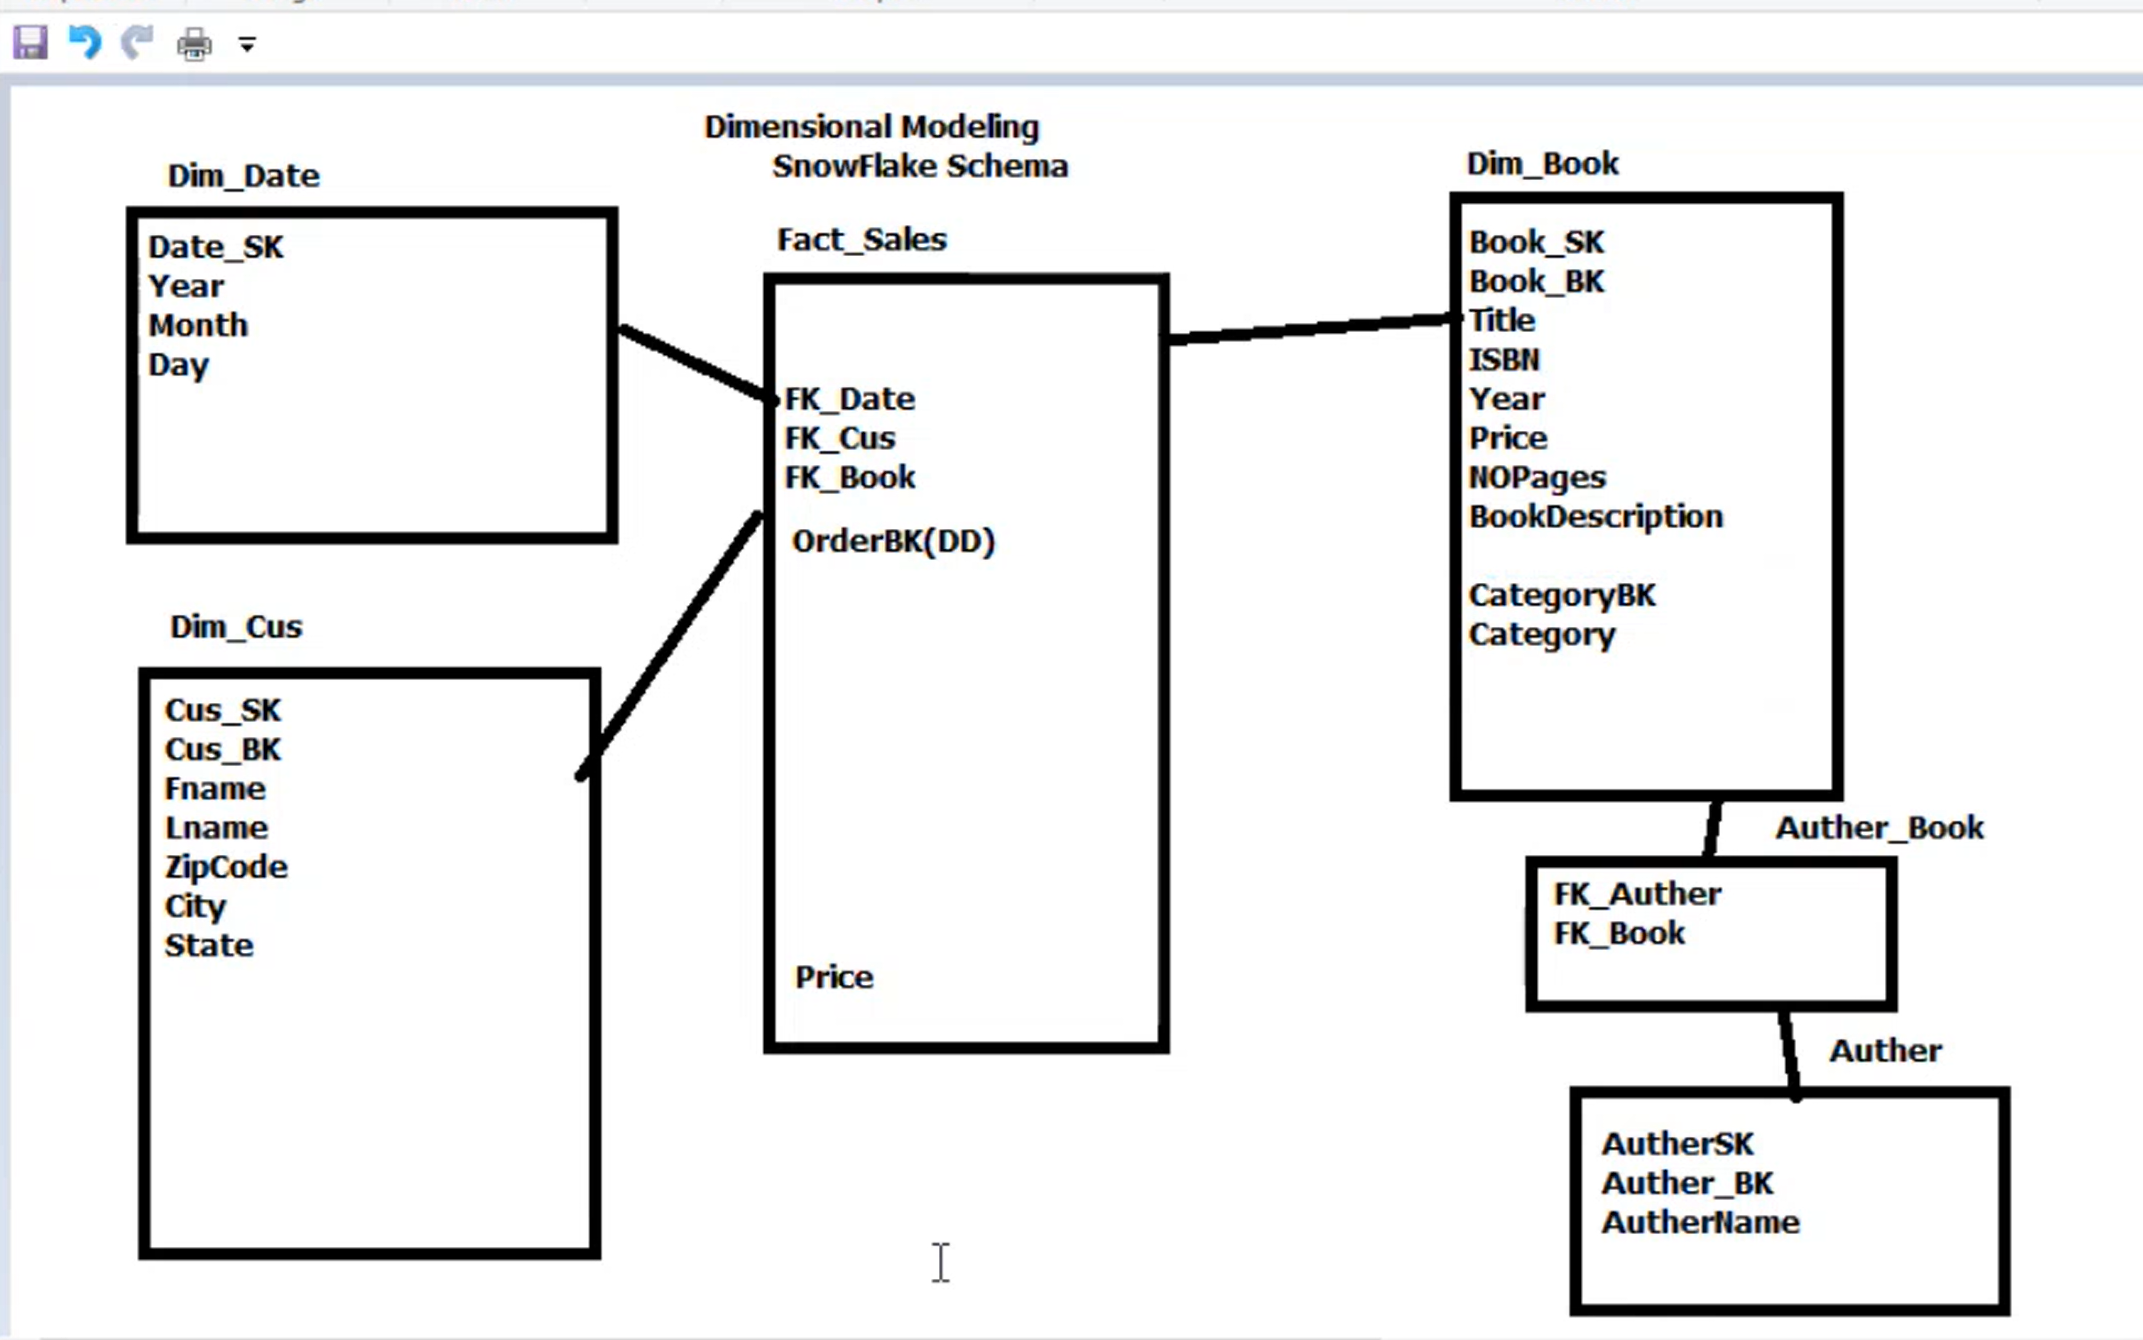 Dimensional Modeling
SnowFlake Schema
Dim_Date
Date_SK
Year
Month
Day
Dim_Cus
Cus_SK
Cus_BK
Fname
Lname
ZipCode
City
State
Fact_Sales
FK_Date
FK_Cus
FK_Book
OrderBK(DD)
Price
Dim_Book
Book_SK
Book_BK
Title
ISBN
Year
Price
NOPages
BookDescription
CategoryBK
Category
Auther_Book
FK_Auther
FK_Book
Auther
AutherSK
Auther_BK
AutherName